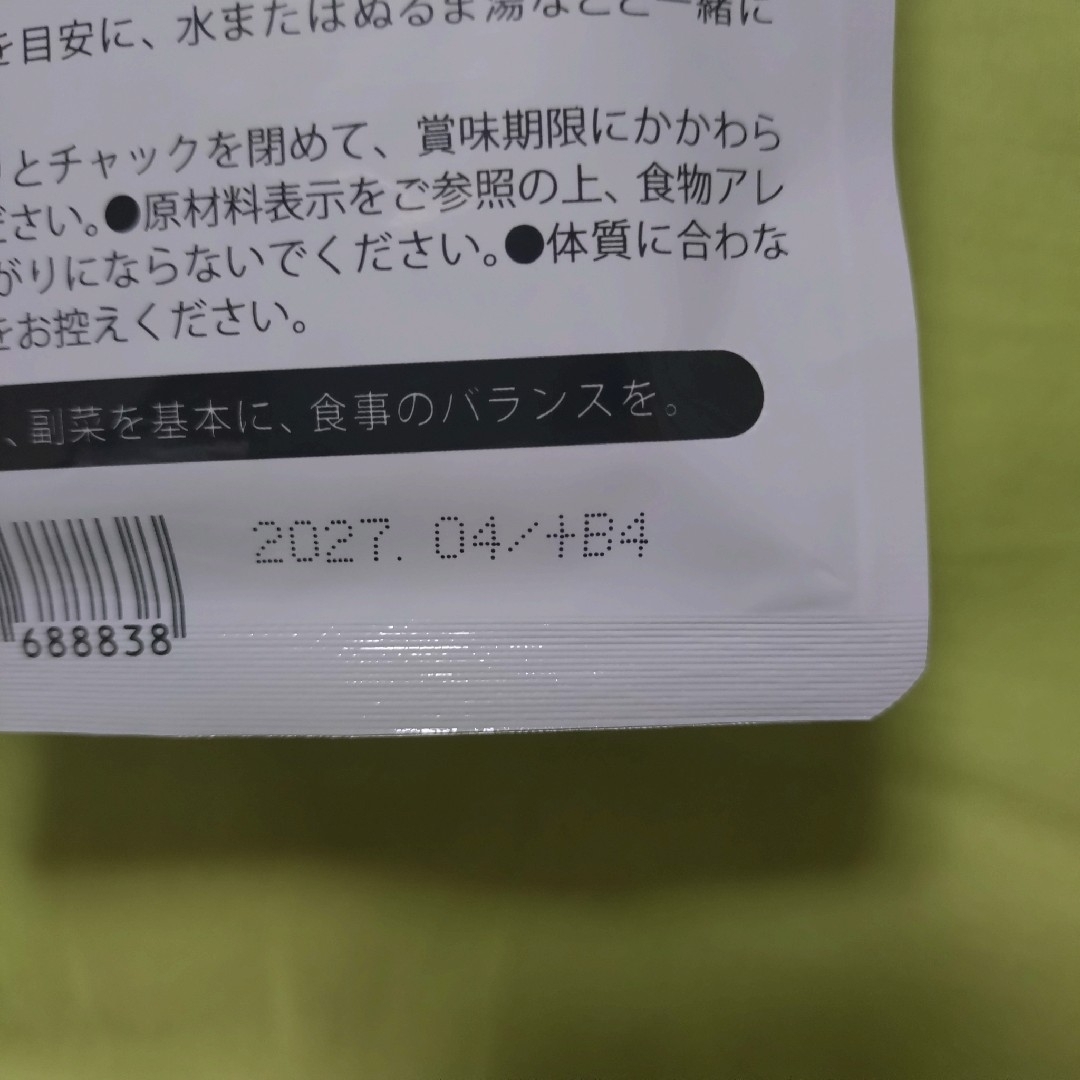 を目安に、水またはぬるま湯などと一緒に
りとチャックを閉めて、賞味期限にかかわら
ださい。●原材料表示をご参照の上、食物アレ
がりにならないでください。●体質に合わな
をお控えください。
、副菜を基本に、食事のバランスを。
2027.04/+B4
688838